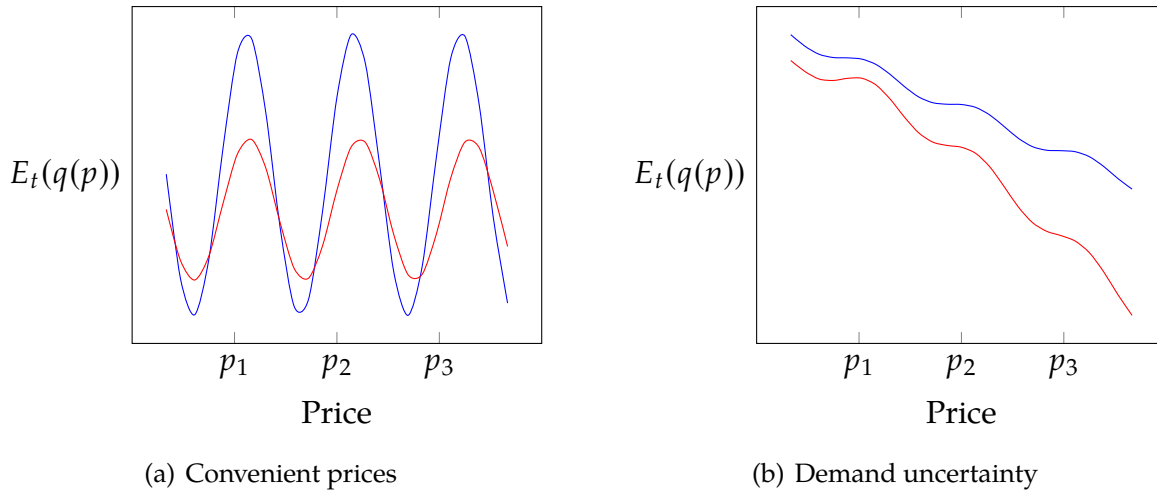 E_t(q(p))
p_1 p_2 p_3
Price
(a) Convenient prices
E_t(q(p))
p_1 p_2 p_3
Price
(b) Demand uncertainty